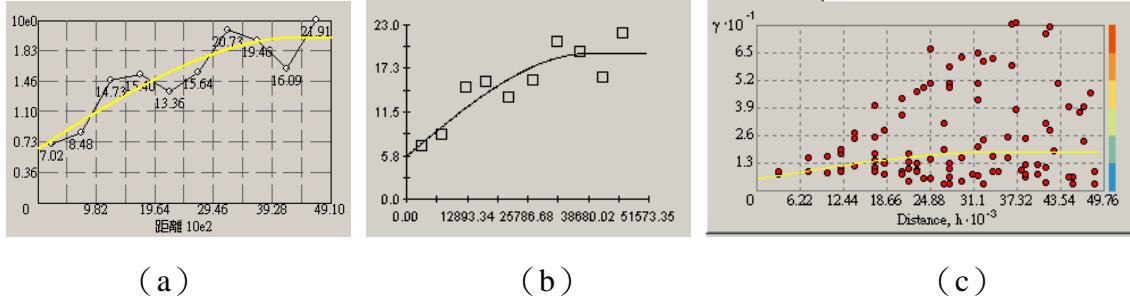 10e0
1.83
1.46
1.10
0.73
0.36
0
9.82 19.64 29.46 39.28 49.10
距離 10e2
7.02
8.48
14.73
15.40
13.36
15.64
20.73
19.46
16.09
21.91
(a)
23.0
17.3
11.5
5.8
0.0
0.00 12893.34 25786.68 38680.02 51573.35
(b)
γ·10⁻¹
6.5
5.2
3.9
2.6
1.3
0 6.22 12.44 18.66 24.88 31.1 37.32 43.54 49.76
Distance, h·10⁻³
(c)